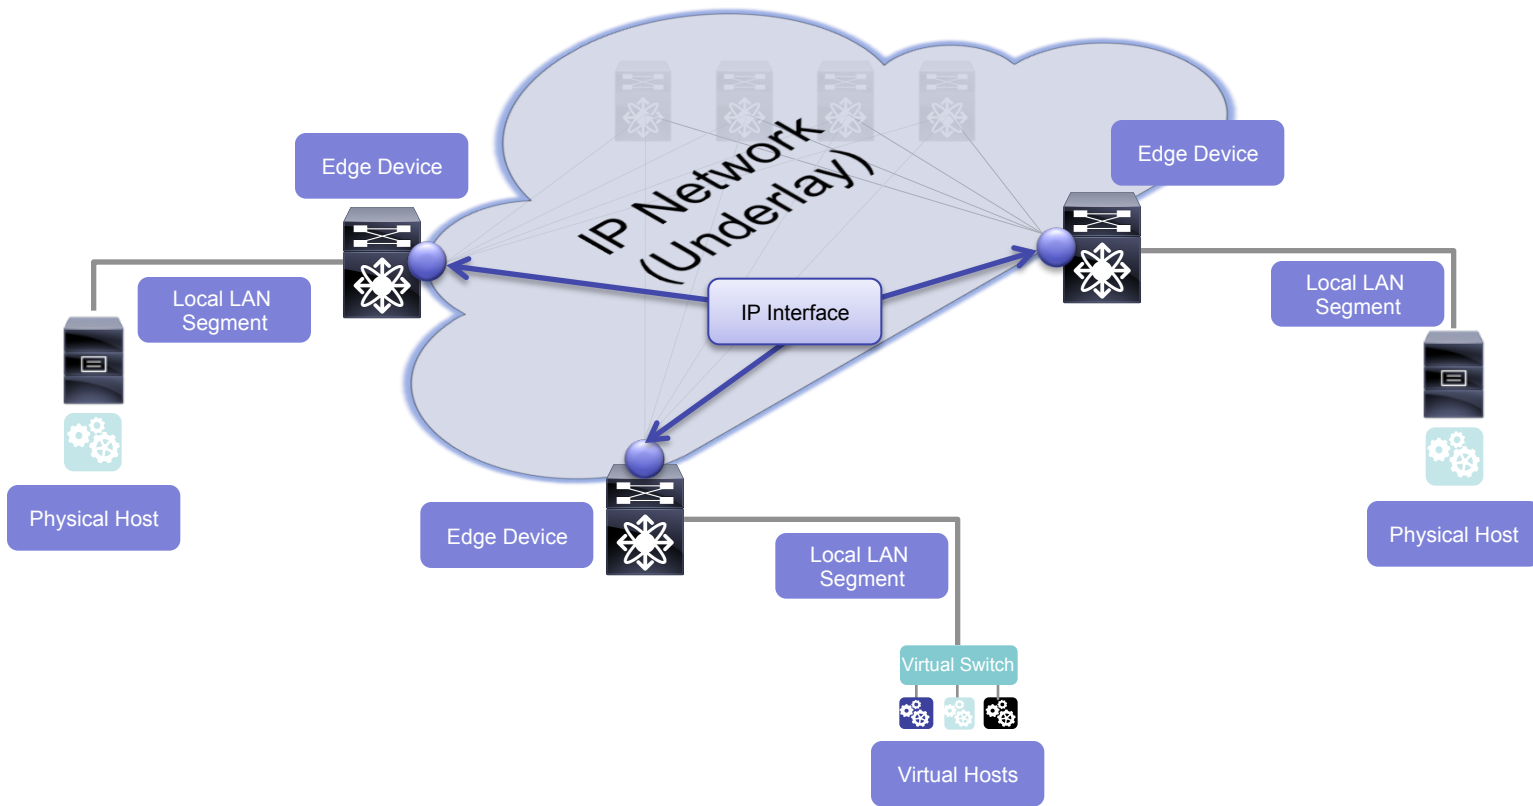 IP Network
(Underlay)
Edge Device
Edge Device
Local LAN
Segment
Local LAN
Segment
IP Interface
Physical Host
Edge Device
Physical Host
Local LAN
Segment
Virtual Switch
Virtual Hosts